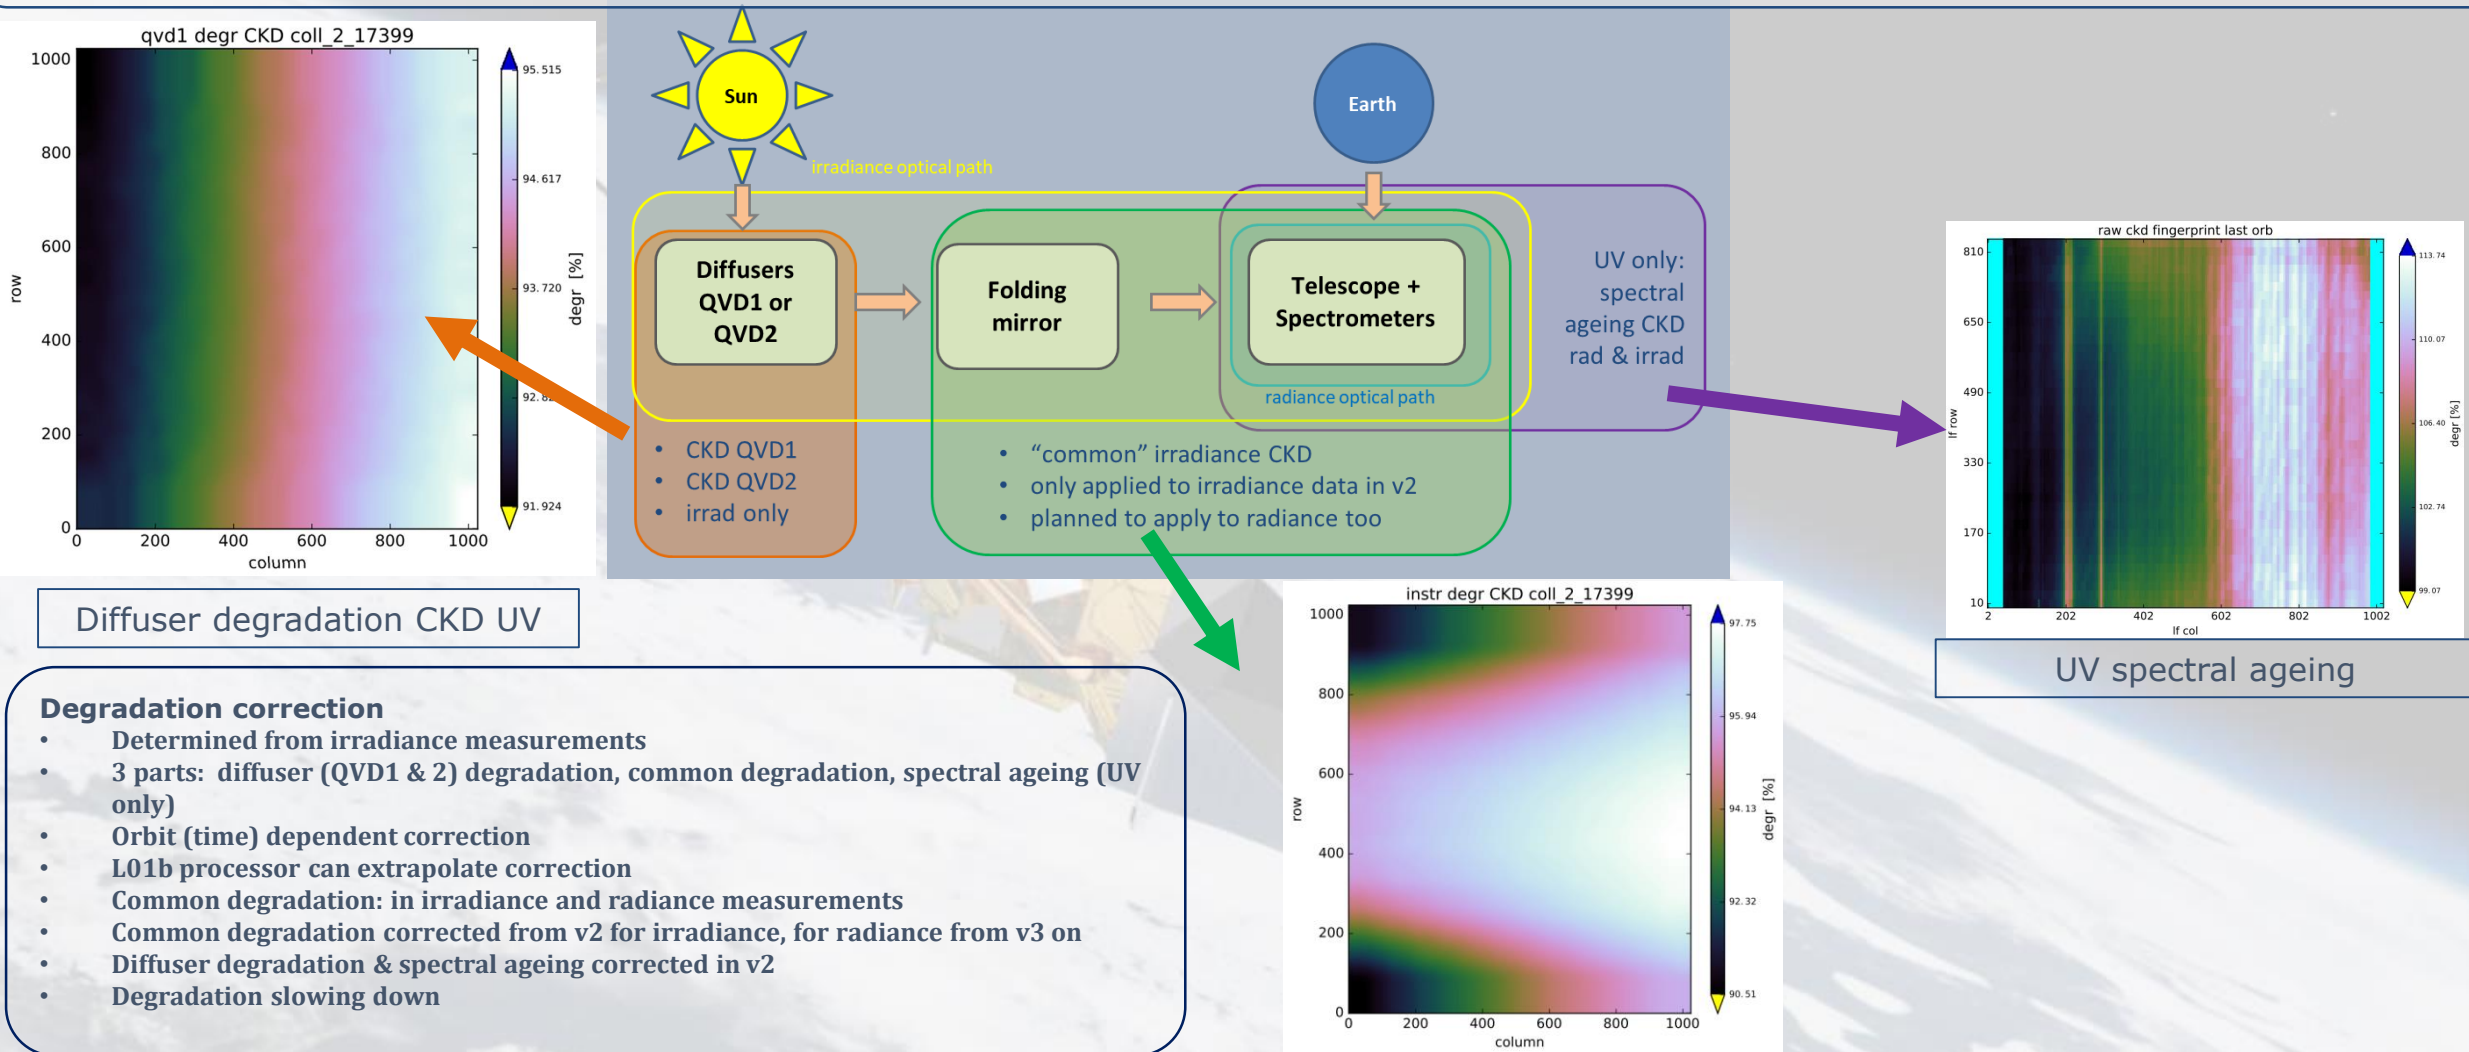 qvd1 degr CKD coll_2_17399
1000
800
600
400
200
0
row
0 200 400 600 800 1000
column
95.515
94.617
93.720
92.82
91.924
degr [%]
Sun
Earth
irradiance optical path
Diffusers
QVD1 or
QVD2
Folding
mirror
Telescope +
Spectrometers
radiance optical path
UV only:
spectral
ageing CKD
rad & irrad
• CKD QVD1
• CKD QVD2
• irrad only
• “common” irradiance CKD
• only applied to irradiance data in v2
• planned to apply to radiance too
raw ckd fingerprint last orb
810
650
490
330
170
10
lf row
2 202 402 602 802 1002
lf col
113.74
110.07
106.40
102.74
99.07
degr [%]
Diffuser degradation CKD UV
UV spectral ageing
instr degr CKD coll_2_17399
1000
800
600
400
200
0
row
0 200 400 600 800 1000
column
97.75
95.94
94.13
92.32
90.51
degr [%]
Degradation correction
• Determined from irradiance measurements
• 3 parts: diffuser (QVD1 & 2) degradation, common degradation, spectral ageing (UV
only)
• Orbit (time) dependent correction
• L01b processor can extrapolate correction
• Common degradation: in irradiance and radiance measurements
• Common degradation corrected from v2 for irradiance, for radiance from v3 on
• Diffuser degradation & spectral ageing corrected in v2
• Degradation slowing down